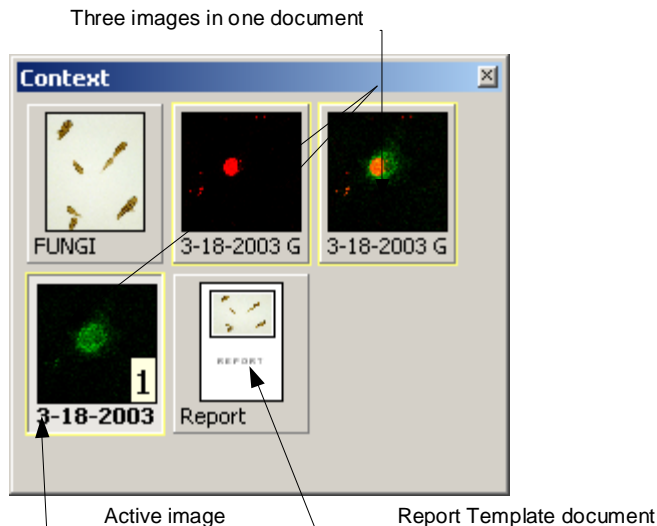 Three images in one document
Context
FUNGI
3-18-2003 G
3-18-2003 G
1
3-18-2003
REPORT
Report
Active image
Report Template document